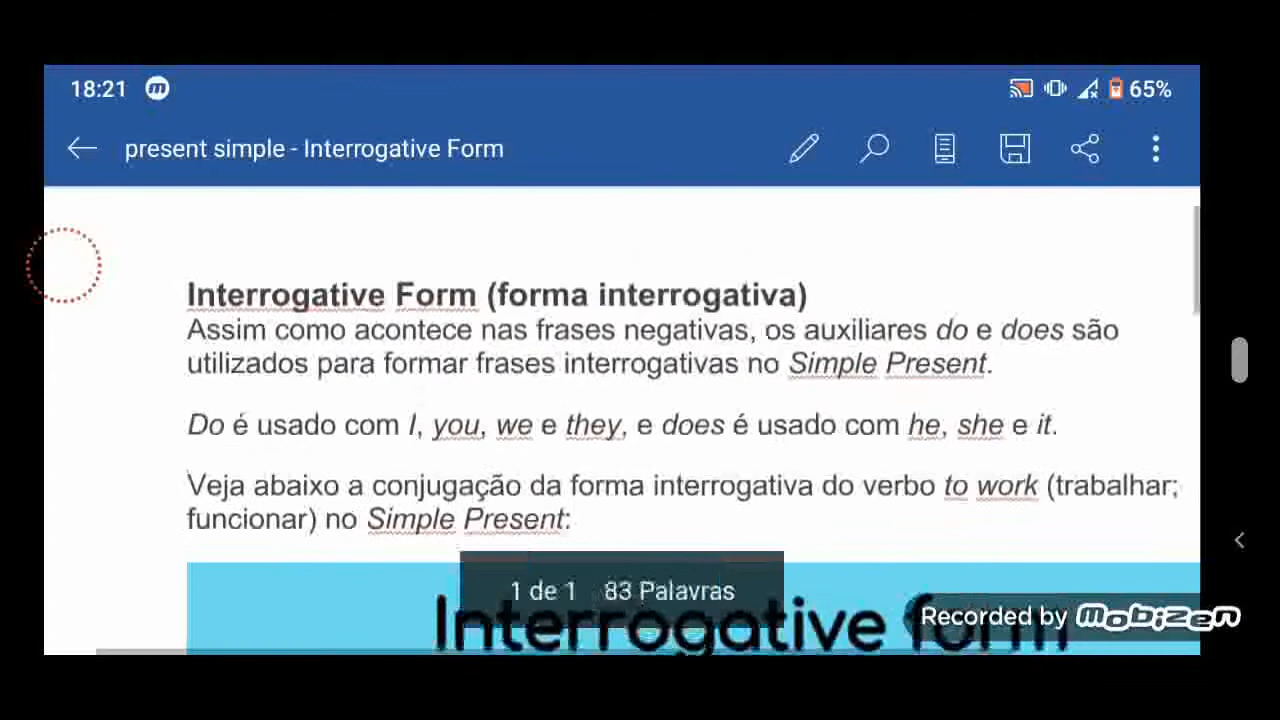 18:21 m 65%
present simple - Interrogative Form
Interrogative Form (forma interrogativa)
Assim como acontece nas frases negativas, os auxiliares do e does são
utilizados para formar frases interrogativas no Simple Present.
Do é usado com I, you, we e they, e does é usado com he, she e it.
Veja abaixo a conjugação da forma interrogativa do verbo to work (trabalhar;
funcionar) no Simple Present:
1 de 1 83 Palavras
Interrogative form
Recorded by Mobizen